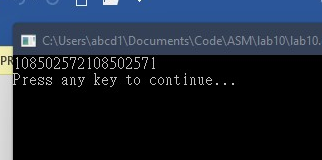 C:\Users\abcd1\Documents\Code\ASM\lab10\lab10.
PR
108502572108502571
Press any key to continue...